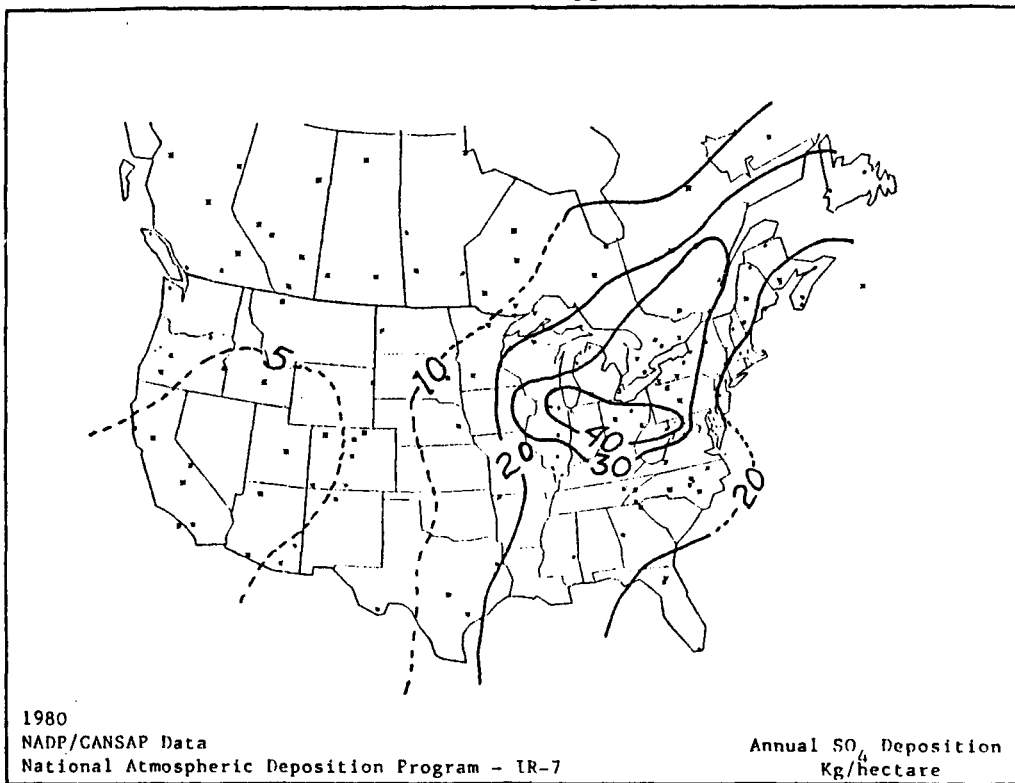 5
10
20
40
30
20
1980
NADP/CANSAP Data
National Atmospheric Deposition Program - IR-7
Annual SO4 Deposition
Kg/hectare